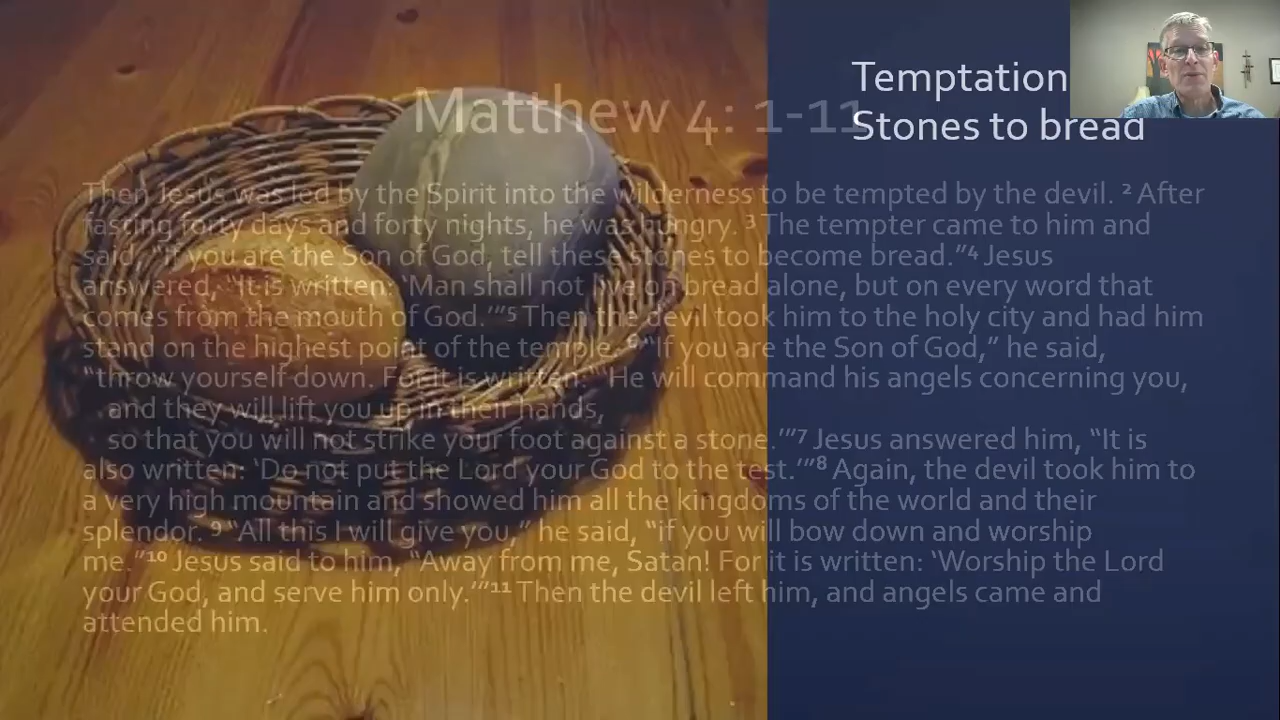 Temptation
Stones to bread
Matthew 4: 1-11
Then Jesus was led by the Spirit into the wilderness to be tempted by the devil. ² After
fasting forty days and forty nights, he was hungry. ³ The tempter came to him and
said, “If you are the Son of God, tell these stones to become bread.”⁴ Jesus
answered, “It is written: ‘Man shall not live on bread alone, but on every word that
comes from the mouth of God.’”⁵ Then the devil took him to the holy city and had him
stand on the highest point of the temple. ⁶ “If you are the Son of God,” he said,
“throw yourself down. For it is written: “‘He will command his angels concerning you,
and they will lift you up in their hands,
so that you will not strike your foot against a stone.’”⁷ Jesus answered him, “It is
also written: ‘Do not put the Lord your God to the test.’”⁸ Again, the devil took him to
a very high mountain and showed him all the kingdoms of the world and their
splendor. ⁹ “All this I will give you,” he said, “if you will bow down and worship
me.”¹⁰ Jesus said to him, “Away from me, Satan! For it is written: ‘Worship the Lord
your God, and serve him only.’”¹¹ Then the devil left him, and angels came and
attended him.